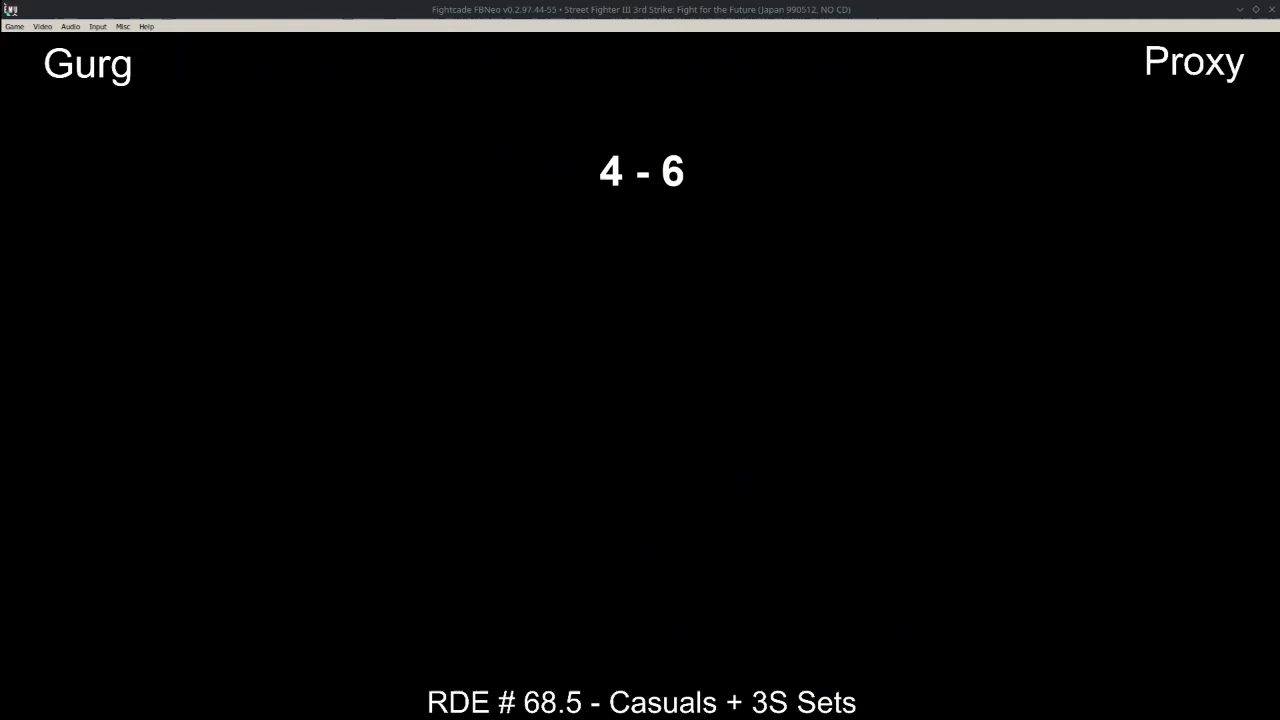 Fightcade FBNeo v0.2.97.44-55 • Street Fighter III 3rd Strike: Fight for the Future (Japan 990512, NO CD)
Game Video Audio Input Misc Help
Gurg
Proxy
4 - 6
RDE # 68.5 - Casuals + 3S Sets